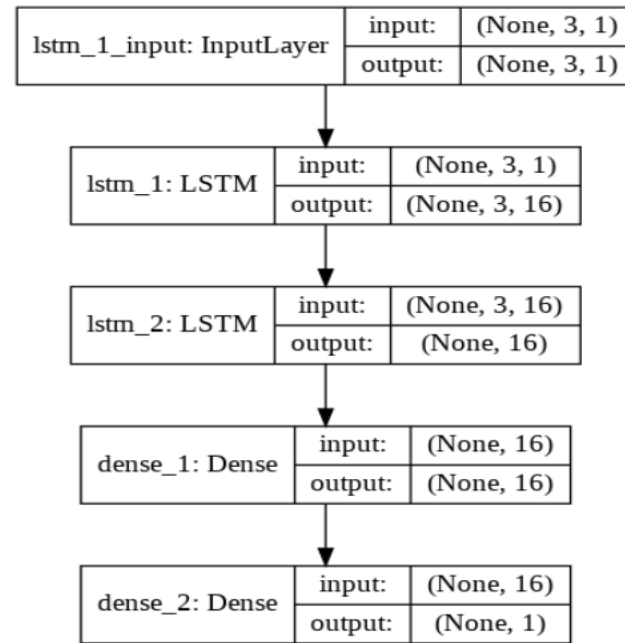 lstm_1_input: InputLayer
input: (None, 3, 1)
output: (None, 3, 1)
lstm_1: LSTM
input: (None, 3, 1)
output: (None, 3, 16)
lstm_2: LSTM
input: (None, 3, 16)
output: (None, 16)
dense_1: Dense
input: (None, 16)
output: (None, 16)
dense_2: Dense
input: (None, 16)
output: (None, 1)